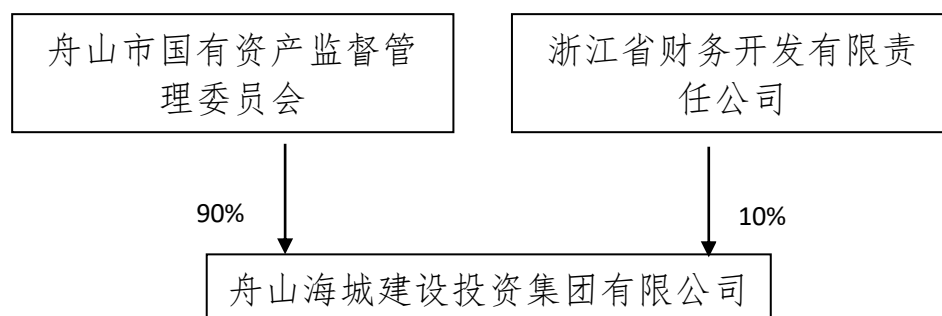 舟山市国有资产监督管
理委员会
浙江省财务开发有限责
任公司
90%
10%
舟山海城建设投资集团有限公司